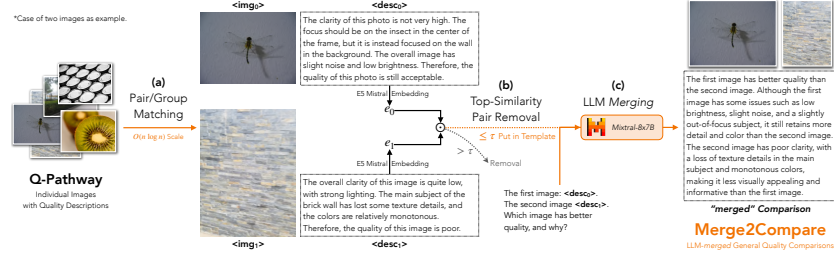 *Case of two images as example.
Q-Pathway
Individual Images
with Quality Descriptions
(a)
Pair/Group
Matching
O(n log n) Scale
<img₀>
<desc₀>
The clarity of this photo is not very high. The
focus should be on the insect in the center of
the frame, but it is instead focused on the wall
in the background. The overall image has
slight noise and low brightness. Therefore, the
quality of this photo is still acceptable.
E5 Mistral Embedding
e₀
e₁
E5 Mistral Embedding
The overall clarity of this image is quite low,
with strong lighting. The main subject of the
brick wall has lost some texture details, and
the colors are relatively monotonous.
Therefore, the quality of this image is poor.
<img₁>
<desc₁>
(b)
Top-Similarity
Pair Removal
≤ τ Put in Template
> τ
Removal
The first image: <desc₀>.
The second image <desc₁>.
Which image has better
quality, and why?
(c)
LLM Merging
Mixtral-8x7B
The first image has better quality than
the second image. Although the first
image has some issues such as low
brightness, slight noise, and a slightly
out-of-focus subject, it still retains more
detail and color than the second image.
The second image has poor clarity, with
a loss of texture details in the main
subject and monotonous colors,
making it less visually appealing and
informative than the first image.
"merged" Comparison
Merge2Compare
LLM-merged General Quality Comparisons